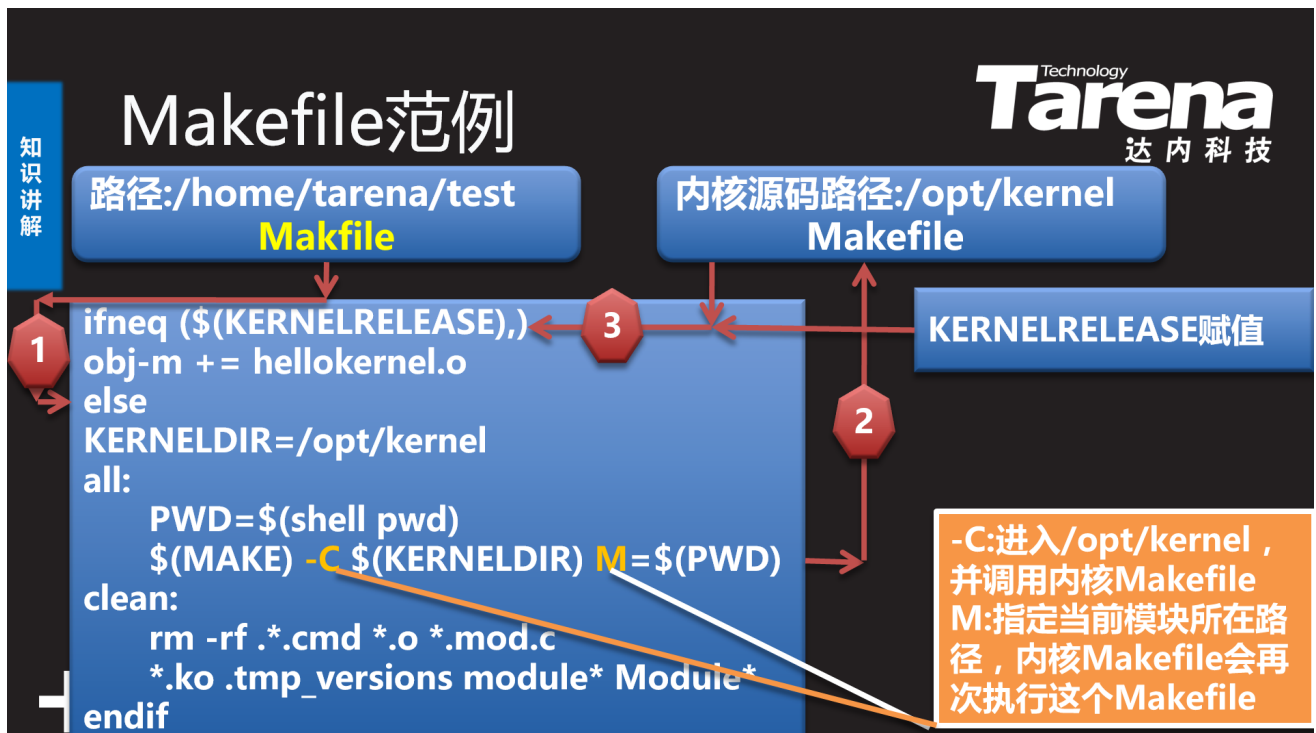 Technology
Tarena
达内科技
Makefile范例
知
识
讲
解
路径:/home/tarena/test
Makfile
内核源码路径:/opt/kernel
Makefile
1
ifneq ($(KERNELRELEASE),)
3
KERNELRELEASE赋值
obj-m += hellokernel.o
else
2
KERNELDIR=/opt/kernel
all:
PWD=$(shell pwd)
$(MAKE) -C $(KERNELDIR) M=$(PWD)
clean:
rm -rf .*.cmd *.o *.mod.c
*.ko .tmp_versions module* Module*
endif
-C:进入/opt/kernel，
并调用内核Makefile
M:指定当前模块所在路
径，内核Makefile会再
次执行这个Makefile